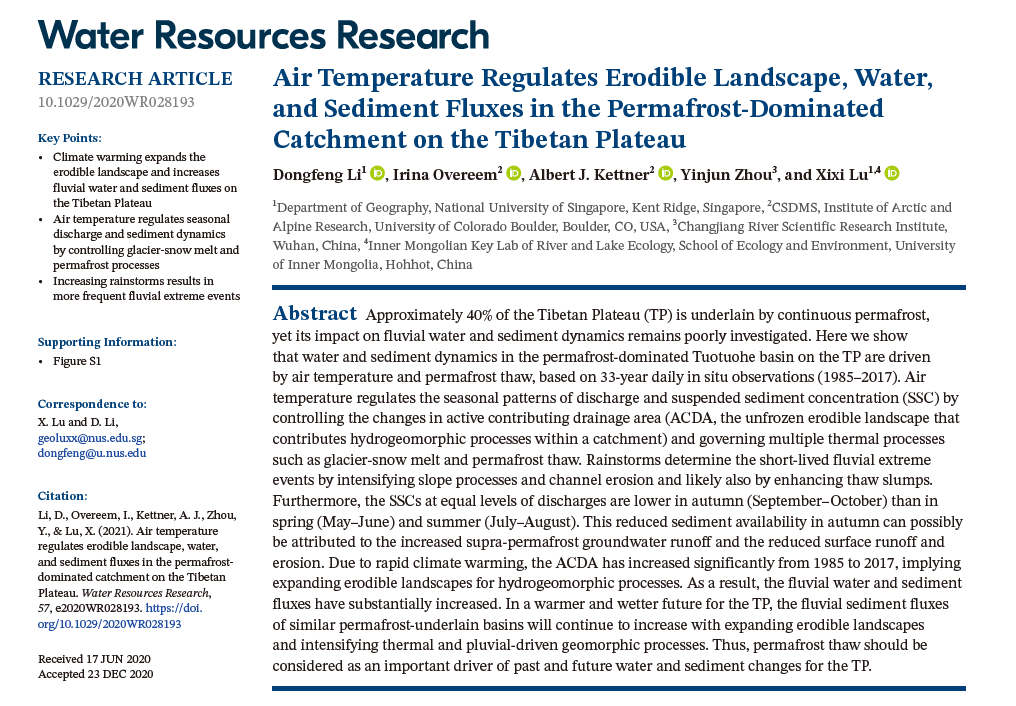 Water Resources Research
RESEARCH ARTICLE
10.1029/2020WR028193
Key Points:
• Climate warming expands the
erodible landscape and increases
fluvial water and sediment fluxes on
the Tibetan Plateau
• Air temperature regulates seasonal
discharge and sediment dynamics
by controlling glacier-snow melt and
permafrost processes
• Increasing rainstorms results in
more frequent fluvial extreme events
Supporting Information:
• Figure S1
Correspondence to:
X. Lu and D. Li,
geoluxx@nus.edu.sg;
dongfeng@u.nus.edu
Citation:
Li, D., Overeem, I., Kettner, A. J., Zhou,
Y., & Lu, X. (2021). Air temperature
regulates erodible landscape, water,
and sediment fluxes in the permafrost-
dominated catchment on the Tibetan
Plateau. Water Resources Research,
57, e2020WR028193. https://doi.
org/10.1029/2020WR028193
Received 17 JUN 2020
Accepted 23 DEC 2020
Air Temperature Regulates Erodible Landscape, Water,
and Sediment Fluxes in the Permafrost-Dominated
Catchment on the Tibetan Plateau
Dongfeng Li¹ iD, Irina Overeem² iD, Albert J. Kettner² iD, Yinjun Zhou³, and Xixi Lu¹,⁴ iD
¹Department of Geography, National University of Singapore, Kent Ridge, Singapore, ²CSDMS, Institute of Arctic and
Alpine Research, University of Colorado Boulder, Boulder, CO, USA, ³Changjiang River Scientific Research Institute,
Wuhan, China, ⁴Inner Mongolian Key Lab of River and Lake Ecology, School of Ecology and Environment, University
of Inner Mongolia, Hohhot, China
Abstract Approximately 40% of the Tibetan Plateau (TP) is underlain by continuous permafrost,
yet its impact on fluvial water and sediment dynamics remains poorly investigated. Here we show
that water and sediment dynamics in the permafrost-dominated Tuotuohe basin on the TP are driven
by air temperature and permafrost thaw, based on 33-year daily in situ observations (1985–2017). Air
temperature regulates the seasonal patterns of discharge and suspended sediment concentration (SSC) by
controlling the changes in active contributing drainage area (ACDA, the unfrozen erodible landscape that
contributes hydrogeomorphic processes within a catchment) and governing multiple thermal processes
such as glacier-snow melt and permafrost thaw. Rainstorms determine the short-lived fluvial extreme
events by intensifying slope processes and channel erosion and likely also by enhancing thaw slumps.
Furthermore, the SSCs at equal levels of discharges are lower in autumn (September–October) than in
spring (May–June) and summer (July–August). This reduced sediment availability in autumn can possibly
be attributed to the increased supra-permafrost groundwater runoff and the reduced surface runoff and
erosion. Due to rapid climate warming, the ACDA has increased significantly from 1985 to 2017, implying
expanding erodible landscapes for hydrogeomorphic processes. As a result, the fluvial water and sediment
fluxes have substantially increased. In a warmer and wetter future for the TP, the fluvial sediment fluxes
of similar permafrost-underlain basins will continue to increase with expanding erodible landscapes
and intensifying thermal and pluvial-driven geomorphic processes. Thus, permafrost thaw should be
considered as an important driver of past and future water and sediment changes for the TP.